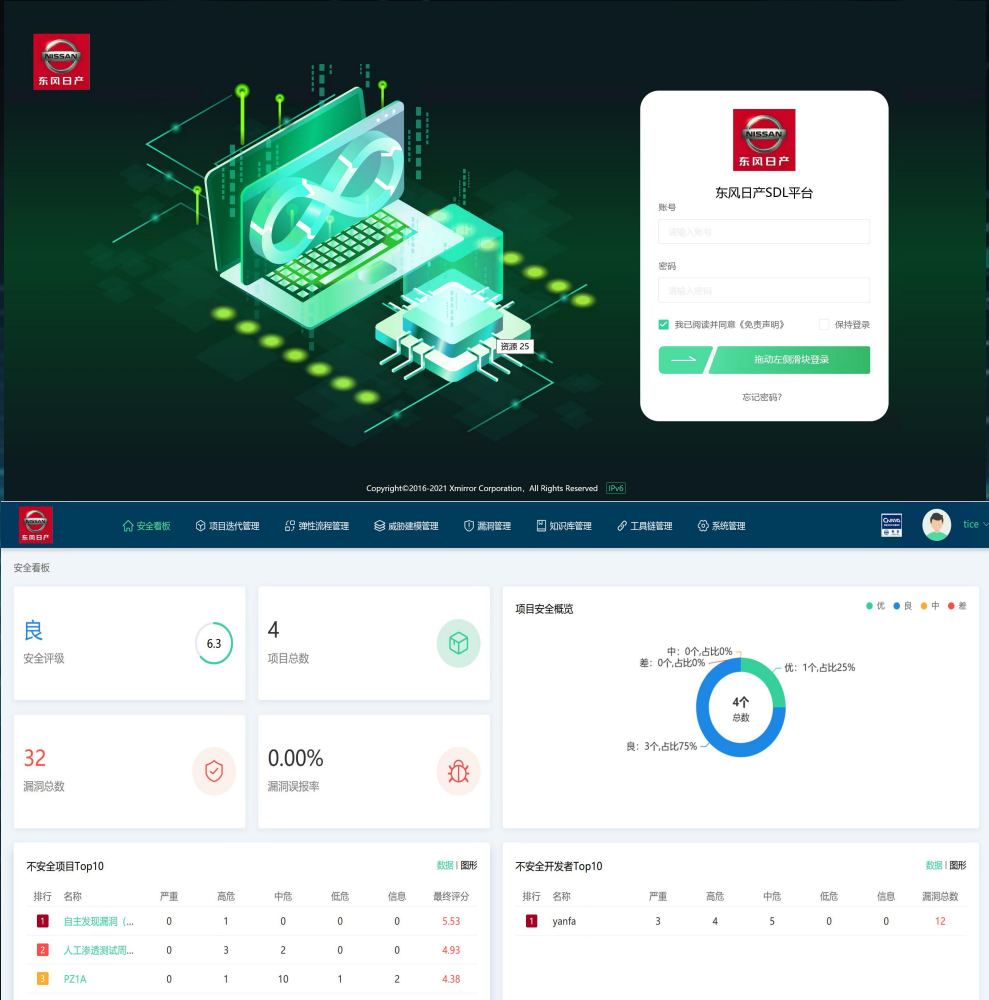 NISSAN
东风日产
NISSAN
东风日产
东风日产SDL平台
账号
请输入账号
密码
请输入密码
我已阅读并同意《免责声明》 保持登录
拖动左侧滑块登录
忘记密码?
资源 25
Copyright©2016-2021 Xmirror Corporation, All Rights Reserved IPv6
NISSAN
东风日产
安全看板 项目迭代管理 弹性流程管理 威胁建模管理 漏洞管理 知识库管理 工具链管理 系统管理 tice
安全看板
良
安全评级
6.3
4
项目总数
32
漏洞总数
0.00%
漏洞误报率
项目安全概览
优 良 中 差
中: 0个,占比0%
差: 0个,占比0%
优: 1个,占比25%
4个
总数
良: 3个,占比75%
不安全项目Top10 数据 | 图形
排行 名称 严重 高危 中危 低危 信息 最终评分
1 自主发现漏洞（... 0 1 0 0 0 5.53
2 人工渗透测试周... 0 3 2 0 0 4.93
3 PZ1A 0 1 10 1 2 4.38
不安全开发者Top10 数据 | 图形
排行 名称 严重 高危 中危 低危 信息 漏洞总数
1 yanfa 3 4 5 0 0 12